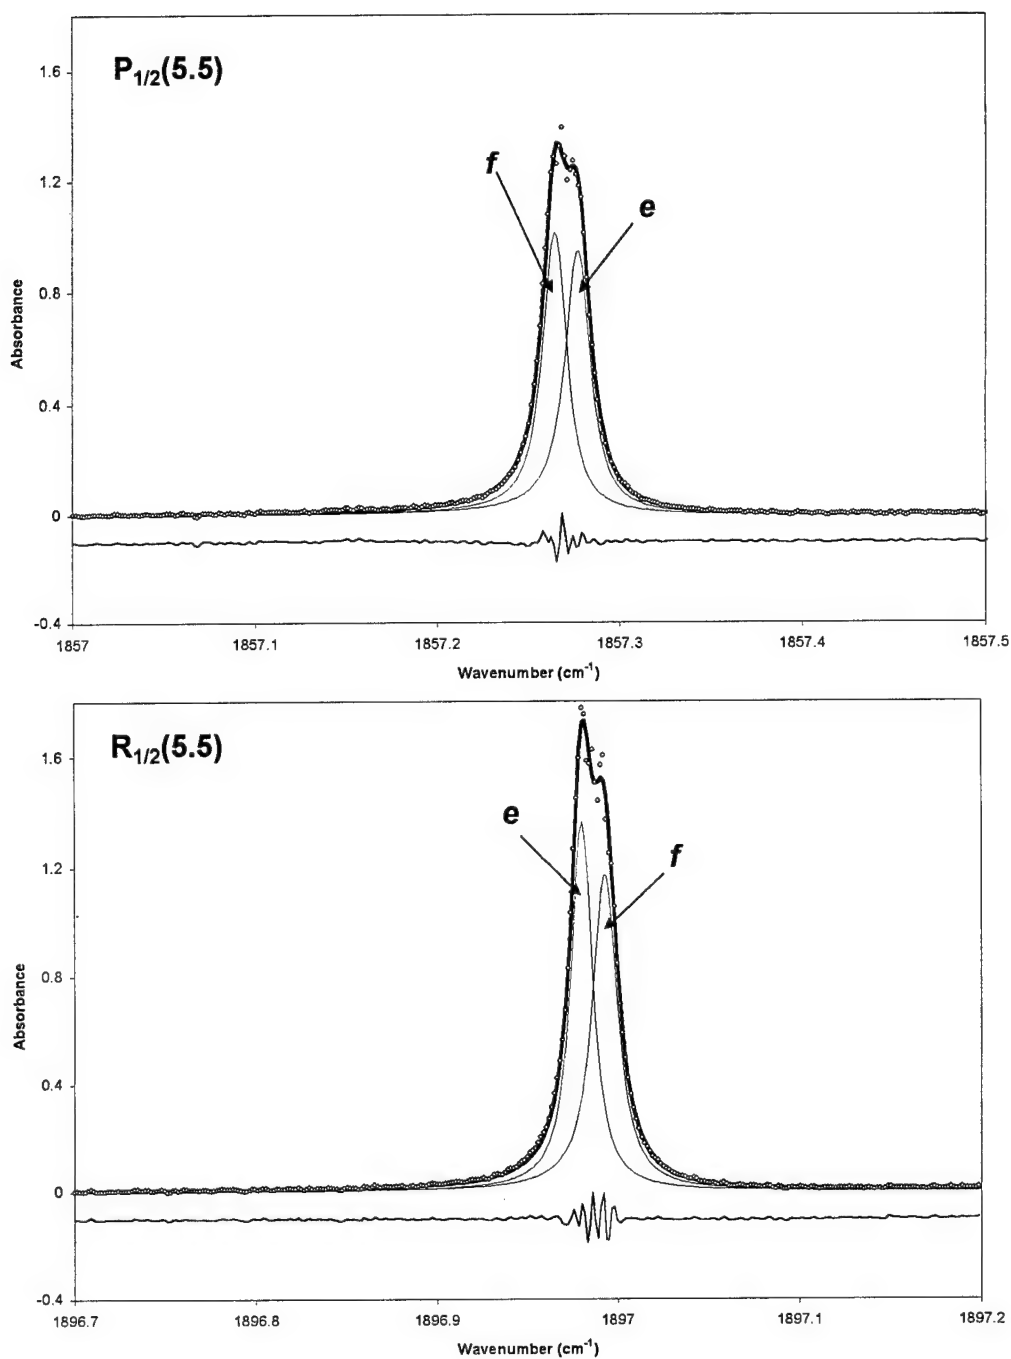 P1/2(5.5)
1.6
1.2
0.8
0.4
0
-0.4
Absorbance
f
e
1857
1857.1
1857.2
1857.3
1857.4
1857.5
Wavenumber (cm-1)
R1/2(5.5)
1.6
1.2
0.8
0.4
0
-0.4
Absorbance
e
f
1896.7
1896.8
1896.9
1897
1897.1
1897.2
Wavenumber (cm-1)